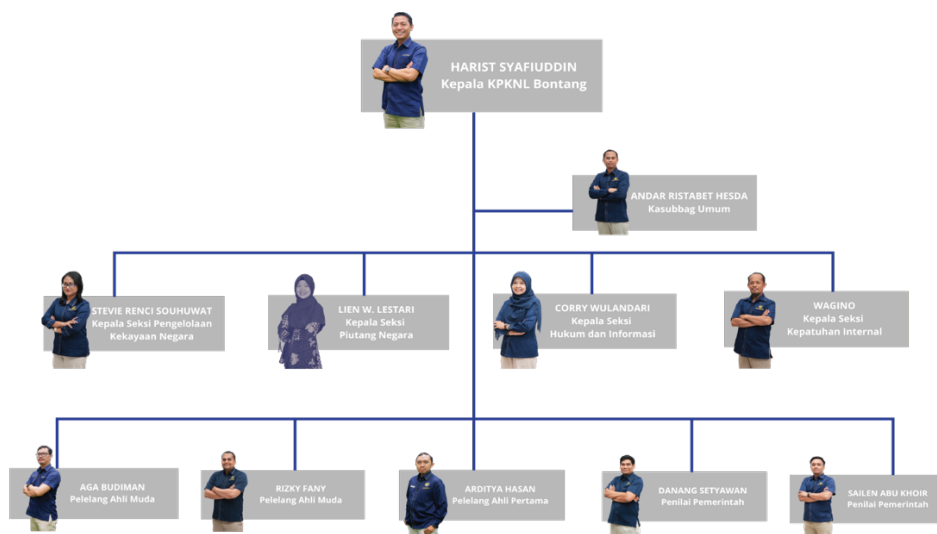 HARIST SYAFIUDDIN
Kepala KPKNL Bontang
ANDAR RISTABET HESDA
Kasubbag Umum
STEVIE RENCI SOUHUWAT
Kepala Seksi Pengelolaan
Kekayaan Negara
LIEN W. LESTARI
Kepala Seksi
Piutang Negara
CORRY WULANDARI
Kepala Seksi
Hukum dan Informasi
WAGINO
Kepala Seksi
Kepatuhan Internal
AGA BUDIMAN
Pelelang Ahli Muda
RIZKY FANY
Pelelang Ahli Muda
ARDITYA HASAN
Pelelang Ahli Pertama
DANANG SETYAWAN
Penilai Pemerintah
SAILEN ABU KHOIR
Penilai Pemerintah